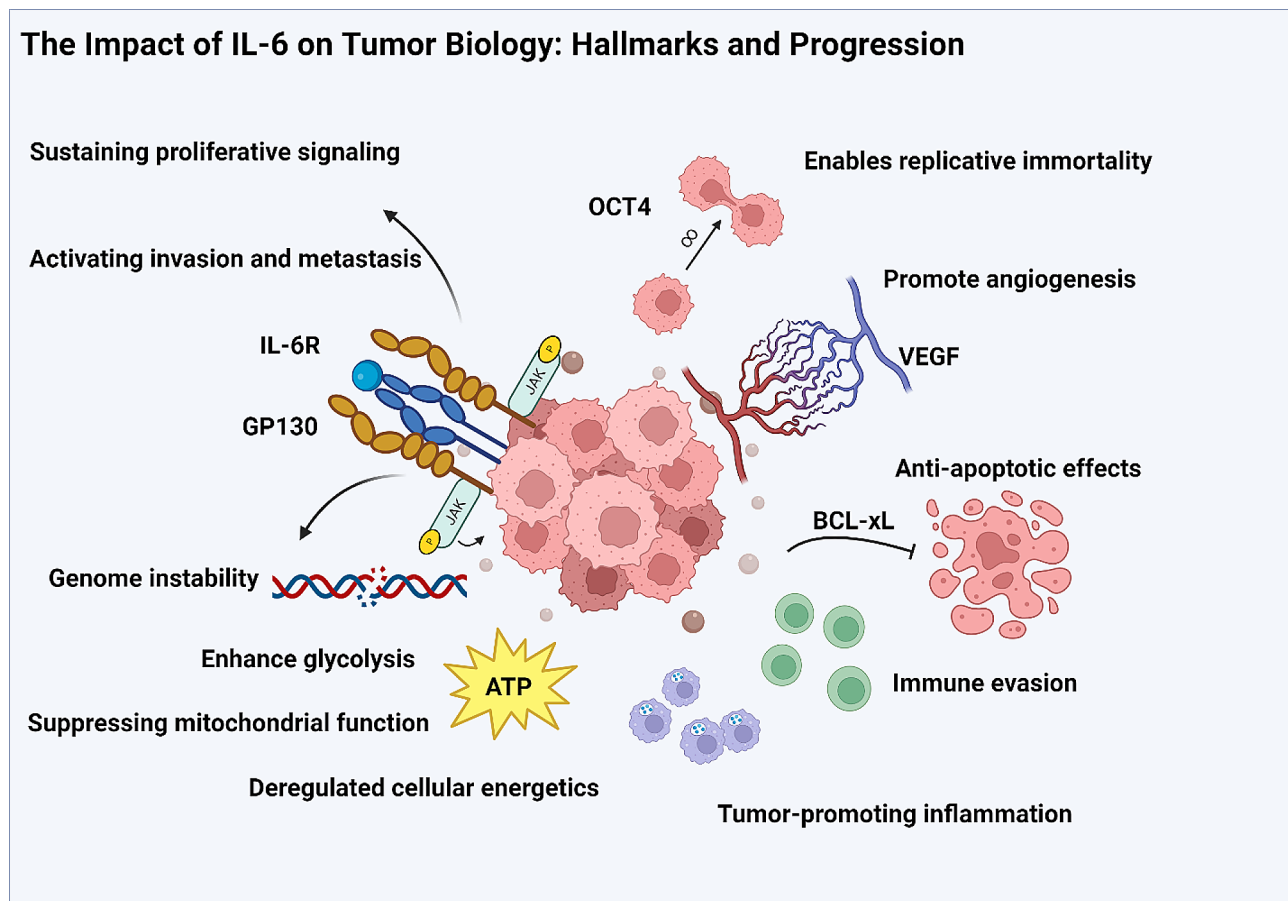 The Impact of IL-6 on Tumor Biology: Hallmarks and Progression
Sustaining proliferative signaling
Enables replicative immortality
OCT4
∞
Activating invasion and metastasis
Promote angiogenesis
IL-6R
VEGF
P
JAK
GP130
Anti-apoptotic effects
JAK
P
BCL-xL
Genome instability
Enhance glycolysis
ATP
Immune evasion
Suppressing mitochondrial function
Deregulated cellular energetics
Tumor-promoting inflammation